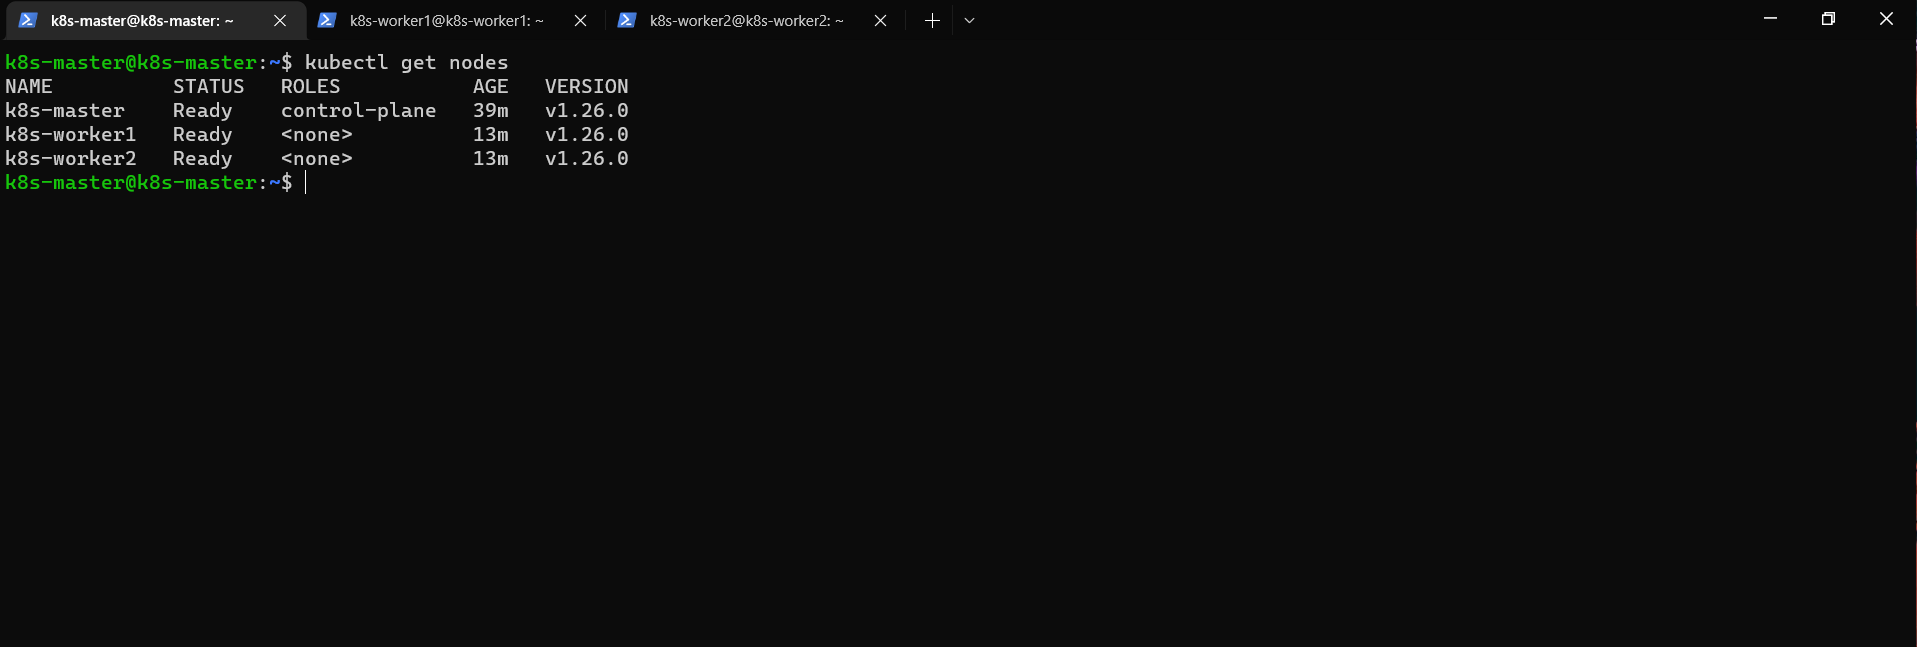 k8s-master@k8s-master: ~ k8s-worker1@k8s-worker1: ~ k8s-worker2@k8s-worker2: ~
k8s-master@k8s-master:~$ kubectl get nodes
NAME          STATUS   ROLES           AGE   VERSION
k8s-master    Ready    control-plane   39m   v1.26.0
k8s-worker1   Ready    <none>          13m   v1.26.0
k8s-worker2   Ready    <none>          13m   v1.26.0
k8s-master@k8s-master:~$